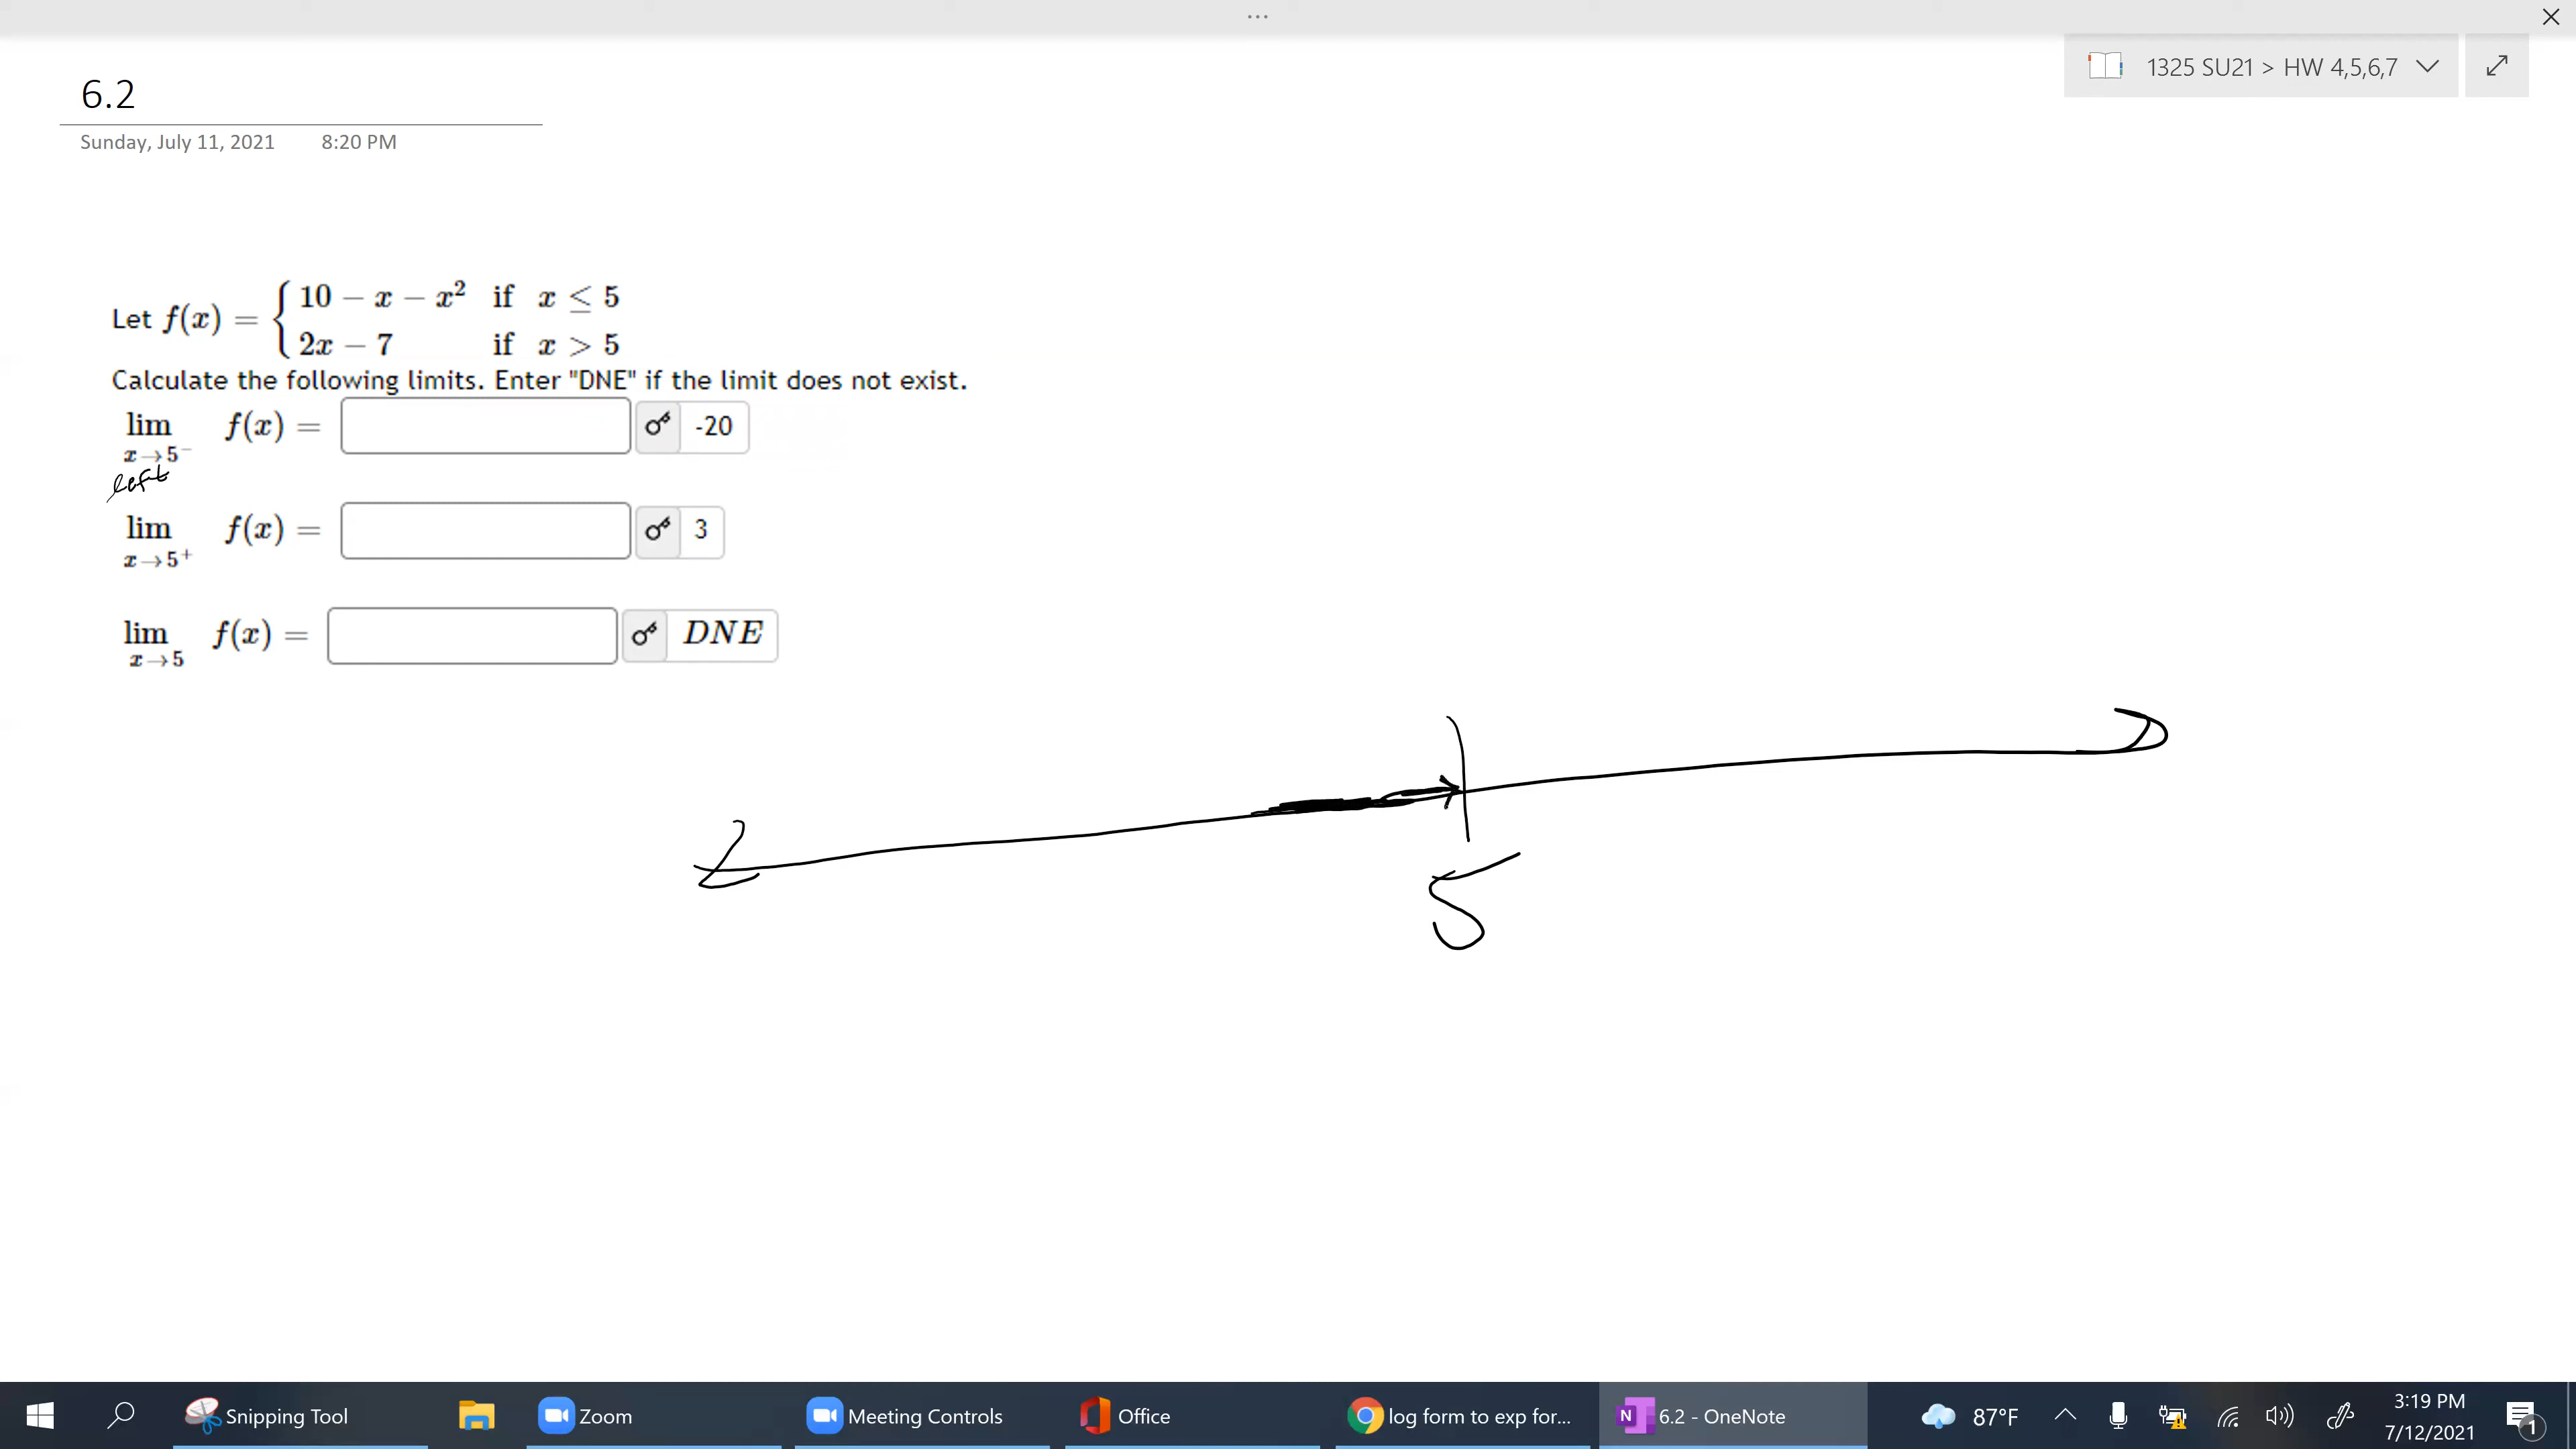 1325 SU21 > HW 4,5,6,7
6.2
Sunday, July 11, 2021 8:20 PM
Let f(x) = { 10 − x − x² if x ≤ 5
2x − 7 if x > 5
Calculate the following limits. Enter "DNE" if the limit does not exist.
lim x→5⁻ f(x) = -20
left
lim x→5⁺ f(x) = 3
lim x→5 f(x) = DNE
5
Snipping Tool
Zoom
Meeting Controls
Office
log form to exp for...
N 6.2 - OneNote
87°F
3:19 PM
7/12/2021
1